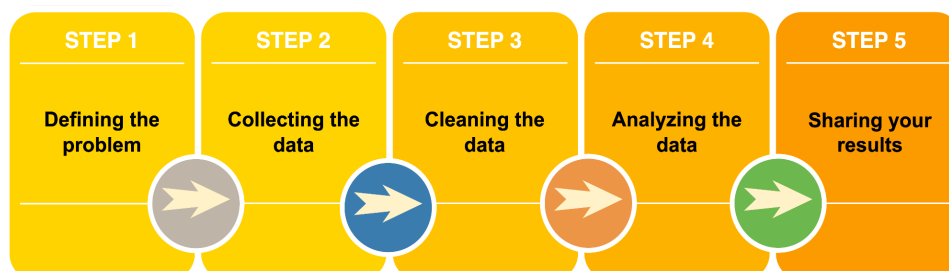 STEP 1
Defining the
problem
STEP 2
Collecting the
data
STEP 3
Cleaning the
data
STEP 4
Analyzing the
data
STEP 5
Sharing your
results